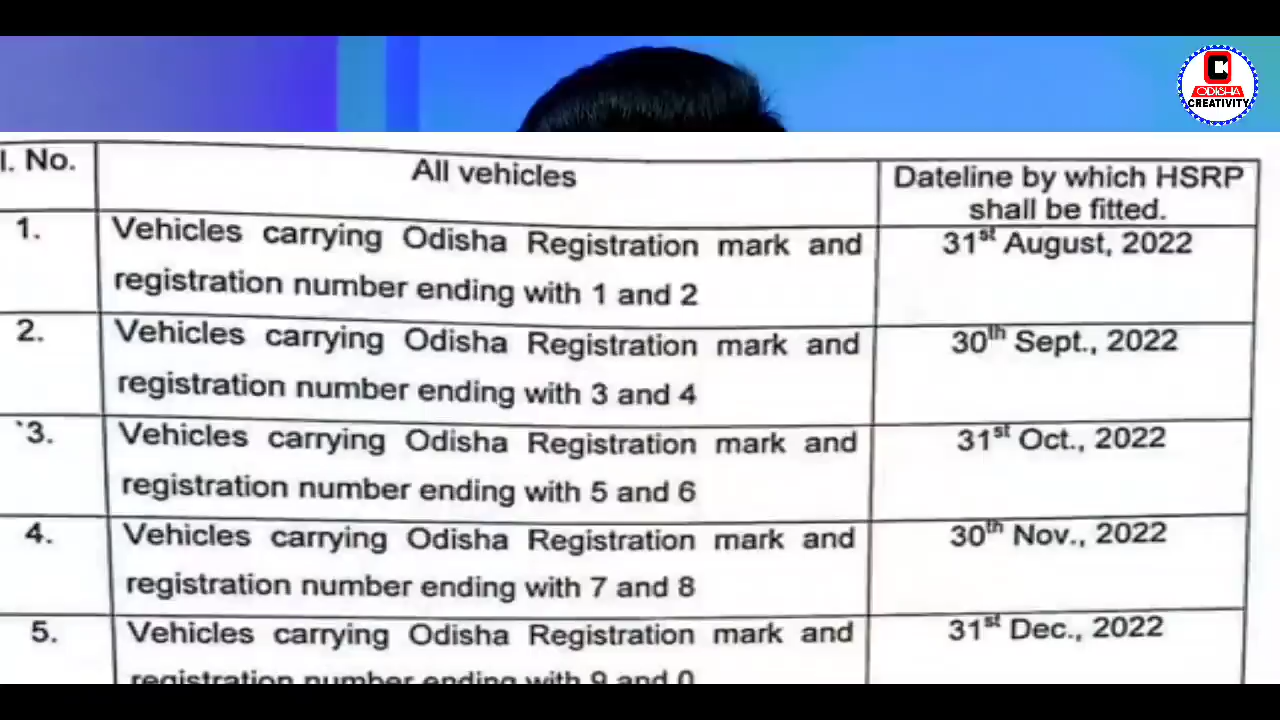 ODISHA
CREATIVITY
l. No.
All vehicles
Dateline by which HSRP
shall be fitted.
1.
Vehicles carrying Odisha Registration mark and
registration number ending with 1 and 2
31st August, 2022
2.
Vehicles carrying Odisha Registration mark and
registration number ending with 3 and 4
30th Sept., 2022
`3.
Vehicles carrying Odisha Registration mark and
registration number ending with 5 and 6
31st Oct., 2022
4.
Vehicles carrying Odisha Registration mark and
registration number ending with 7 and 8
30th Nov., 2022
5.
Vehicles carrying Odisha Registration mark and
registration number ending with 9 and 0
31st Dec., 2022